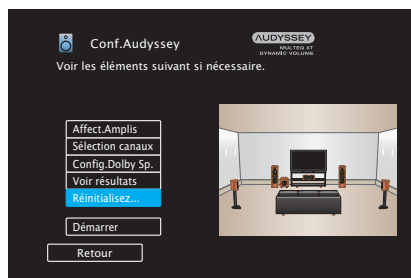 Conf.Audyssey
AUDYSSEY
MULTEQ XT
DYNAMIC VOLUME
Voir les éléments suivant si nécessaire.
Affect.Amplis
Sélection canaux
Config.Dolby Sp.
Voir résultats
Réinitialisez...
Démarrer
Retour